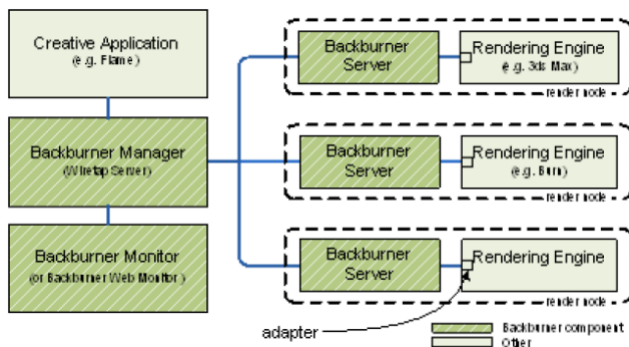 Creative Application
(e.g. Flame)
Backburner Manager
(Wiretap Server)
Backburner Monitor
(or Backburner Web Monitor)
Backburner
Server
Rendering Engine
(e.g. 3ds Max)
render node
Backburner
Server
Rendering Engine
(e.g. Burn)
render node
Backburner
Server
Rendering Engine
render node
adapter
Backburner component
Other